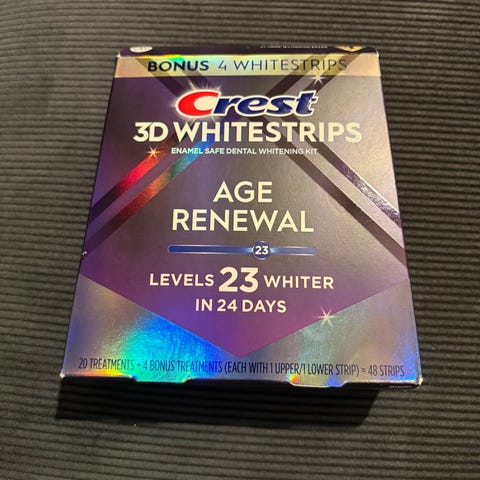 BONUS 4 WHITESTRIPS
Crest
3D WHITESTRIPS
ENAMEL SAFE DENTAL WHITENING KIT
AGE
RENEWAL
23
LEVELS 23 WHITER
IN 24 DAYS
20 TREATMENTS + 4 BONUS TREATMENTS (EACH WITH 1 UPPER/1 LOWER STRIP) = 48 STRIPS